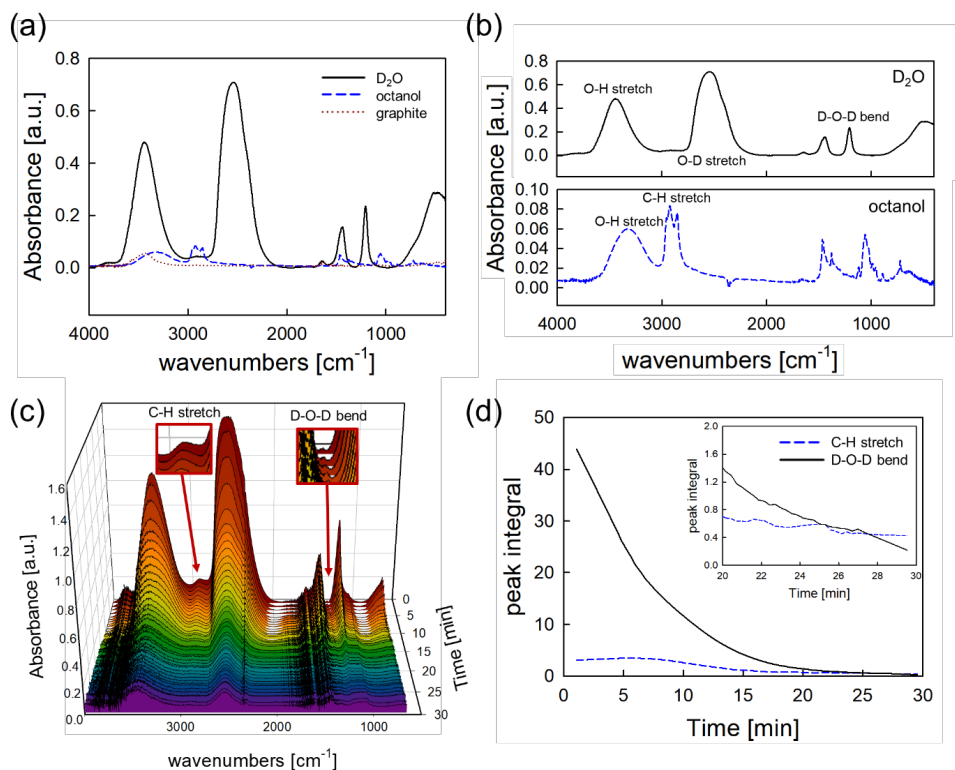 (a)
0.8
0.6
0.4
0.2
0.0
Absorbance [a.u.]
D₂O
octanol
graphite
4000 3000 2000 1000
wavenumbers [cm⁻¹]
(b)
0.8
0.6
0.4
0.2
0.0
D₂O
O-H stretch
O-D stretch
D-O-D bend
Absorbance [a.u.]
0.10
0.08
0.06
0.04
0.02
0.00
octanol
C-H stretch
O-H stretch
4000 3000 2000 1000
wavenumbers [cm⁻¹]
(c)
C-H stretch
D-O-D bend
1.6
1.4
1.2
1.0
0.8
0.6
0.4
0.2
0.0
Absorbance [a.u.]
0
5
10
15
20
25
30
Time [min]
3000 2000 1000
wavenumbers [cm⁻¹]
(d)
50
40
30
20
10
0
peak integral
C-H stretch
D-O-D bend
2.0
1.6
1.2
0.8
0.4
0.0
peak integral
20 22 24 26 28 30
Time [min]
0 5 10 15 20 25 30
Time [min]